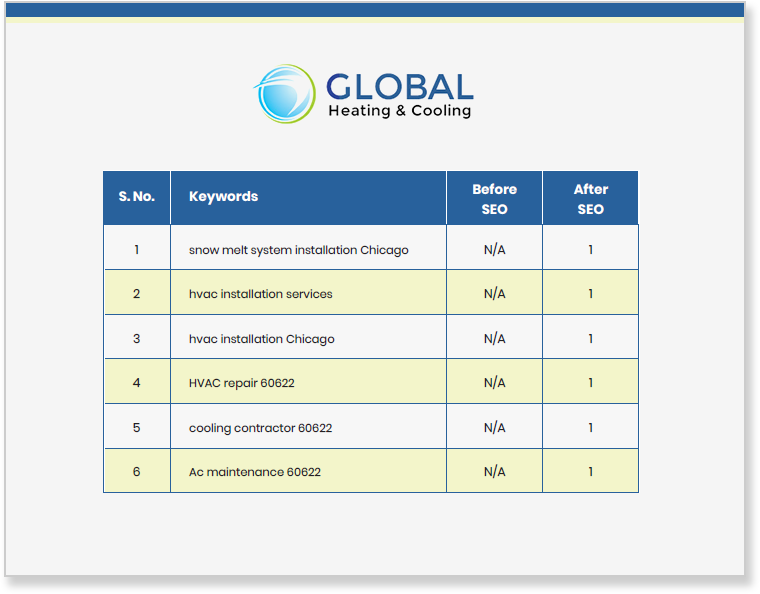 GLOBAL
Heating & Cooling
S. No. Keywords Before SEO After SEO
1 snow melt system installation Chicago N/A 1
2 hvac installation services N/A 1
3 hvac installation Chicago N/A 1
4 HVAC repair 60622 N/A 1
5 cooling contractor 60622 N/A 1
6 Ac maintenance 60622 N/A 1